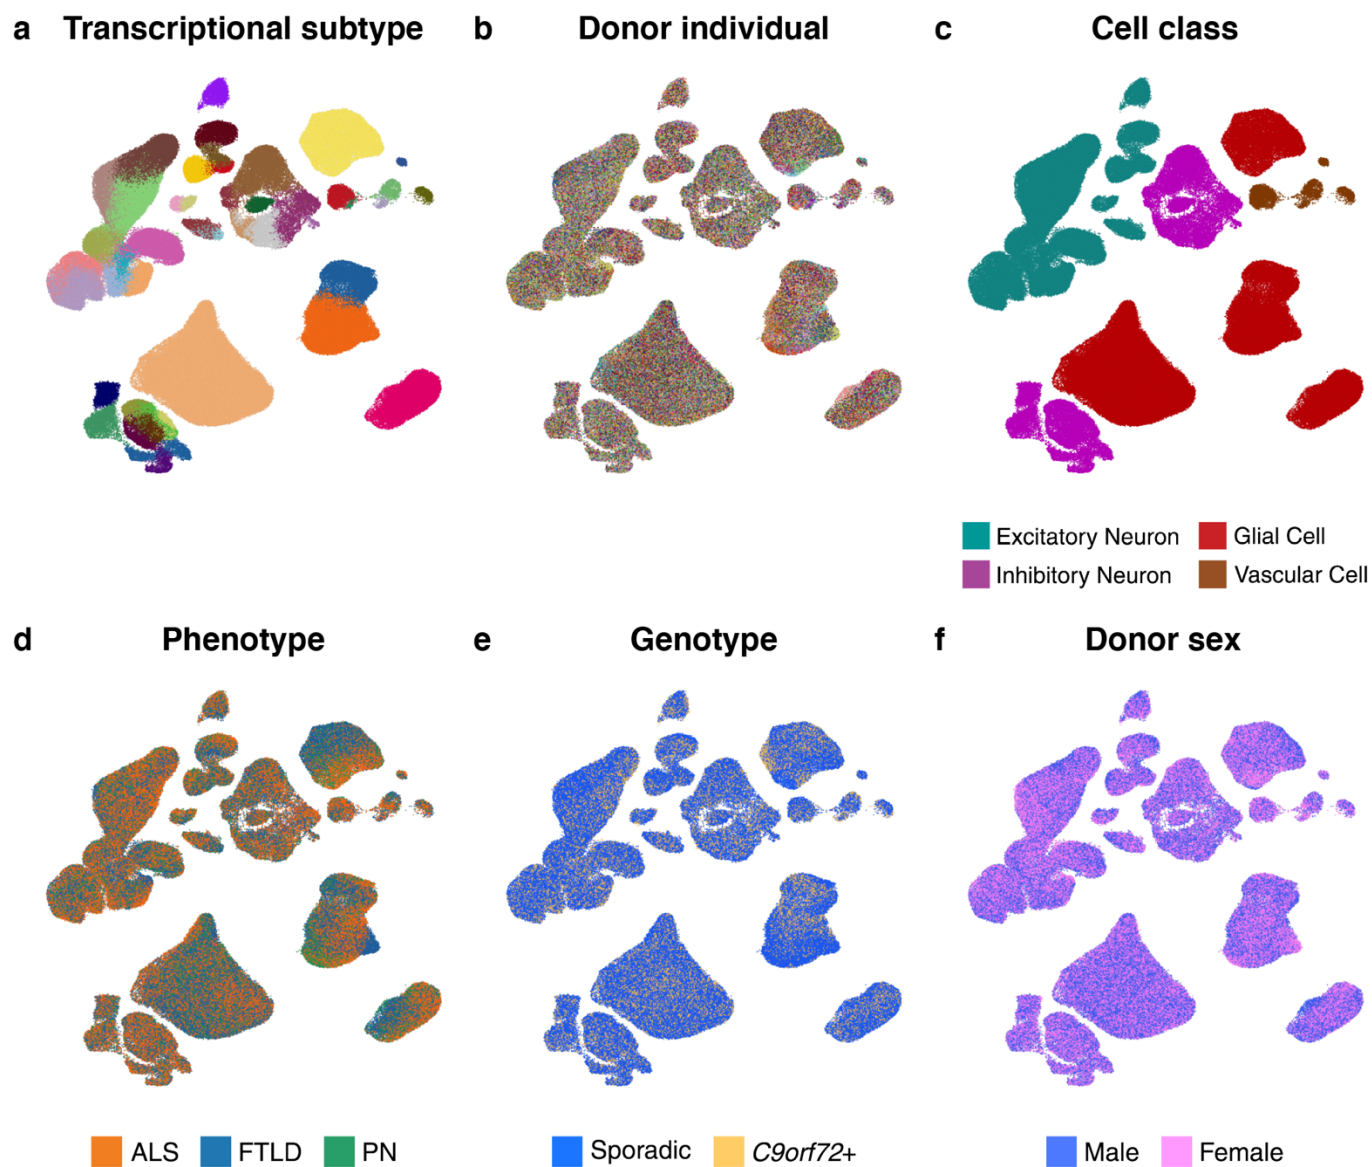 a Transcriptional subtype b Donor individual c Cell class
Excitatory Neuron Glial Cell
Inhibitory Neuron Vascular Cell
d Phenotype e Genotype f Donor sex
ALS FTLD PN Sporadic C9orf72+ Male Female